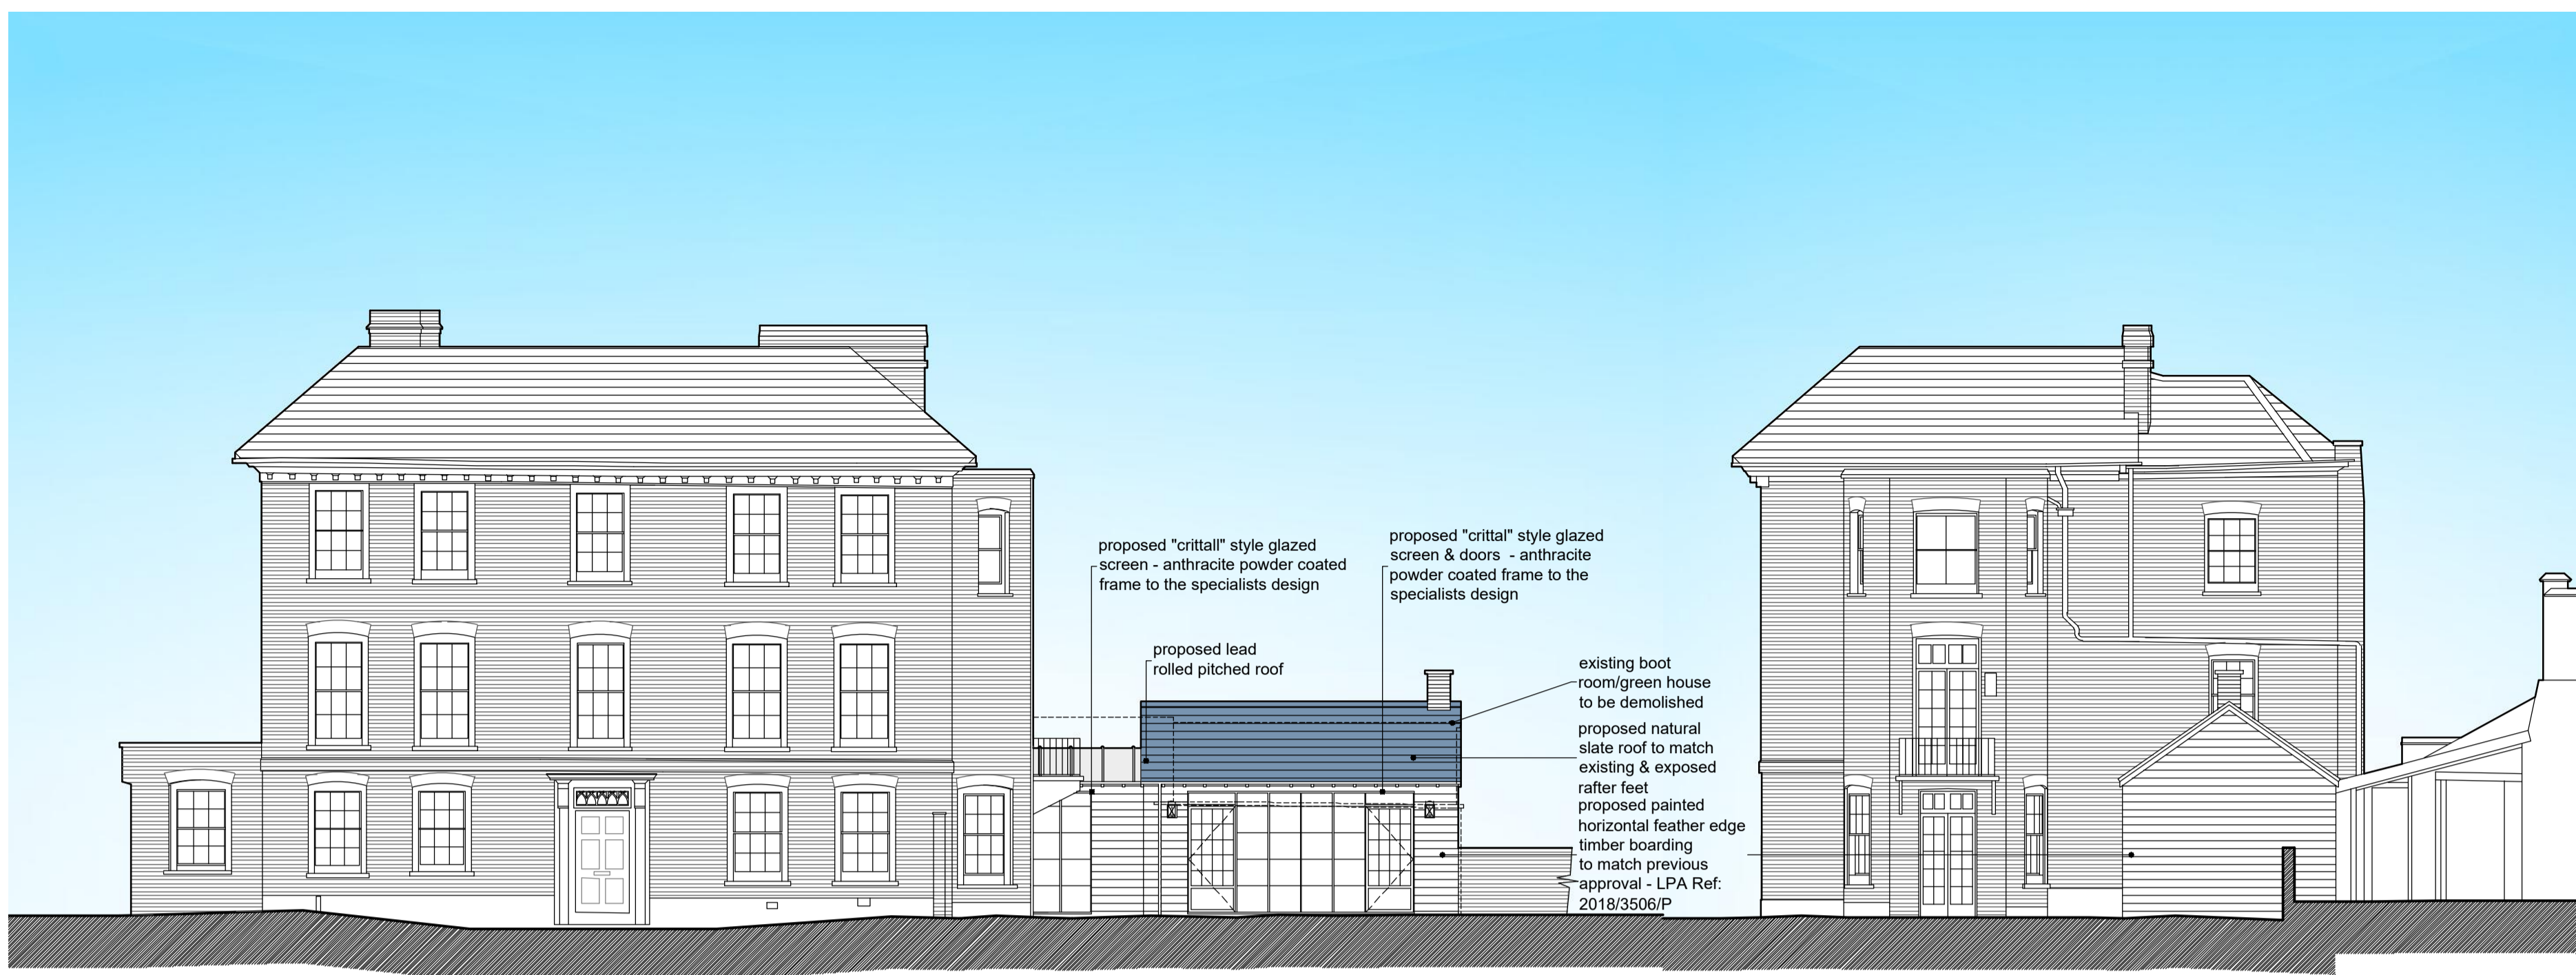 proposed "crittall" style glazed
screen - anthracite powder coated
frame to the specialists design
proposed "crittal" style glazed
screen & doors - anthracite
powder coated frame to the
specialists design
proposed lead
rolled pitched roof
existing boot
room/green house
to be demolished
proposed natural
slate roof to match
existing & exposed
rafter feet
proposed painted
horizontal feather edge
timber boarding
to match previous
approval - LPA Ref:
2018/3506/P